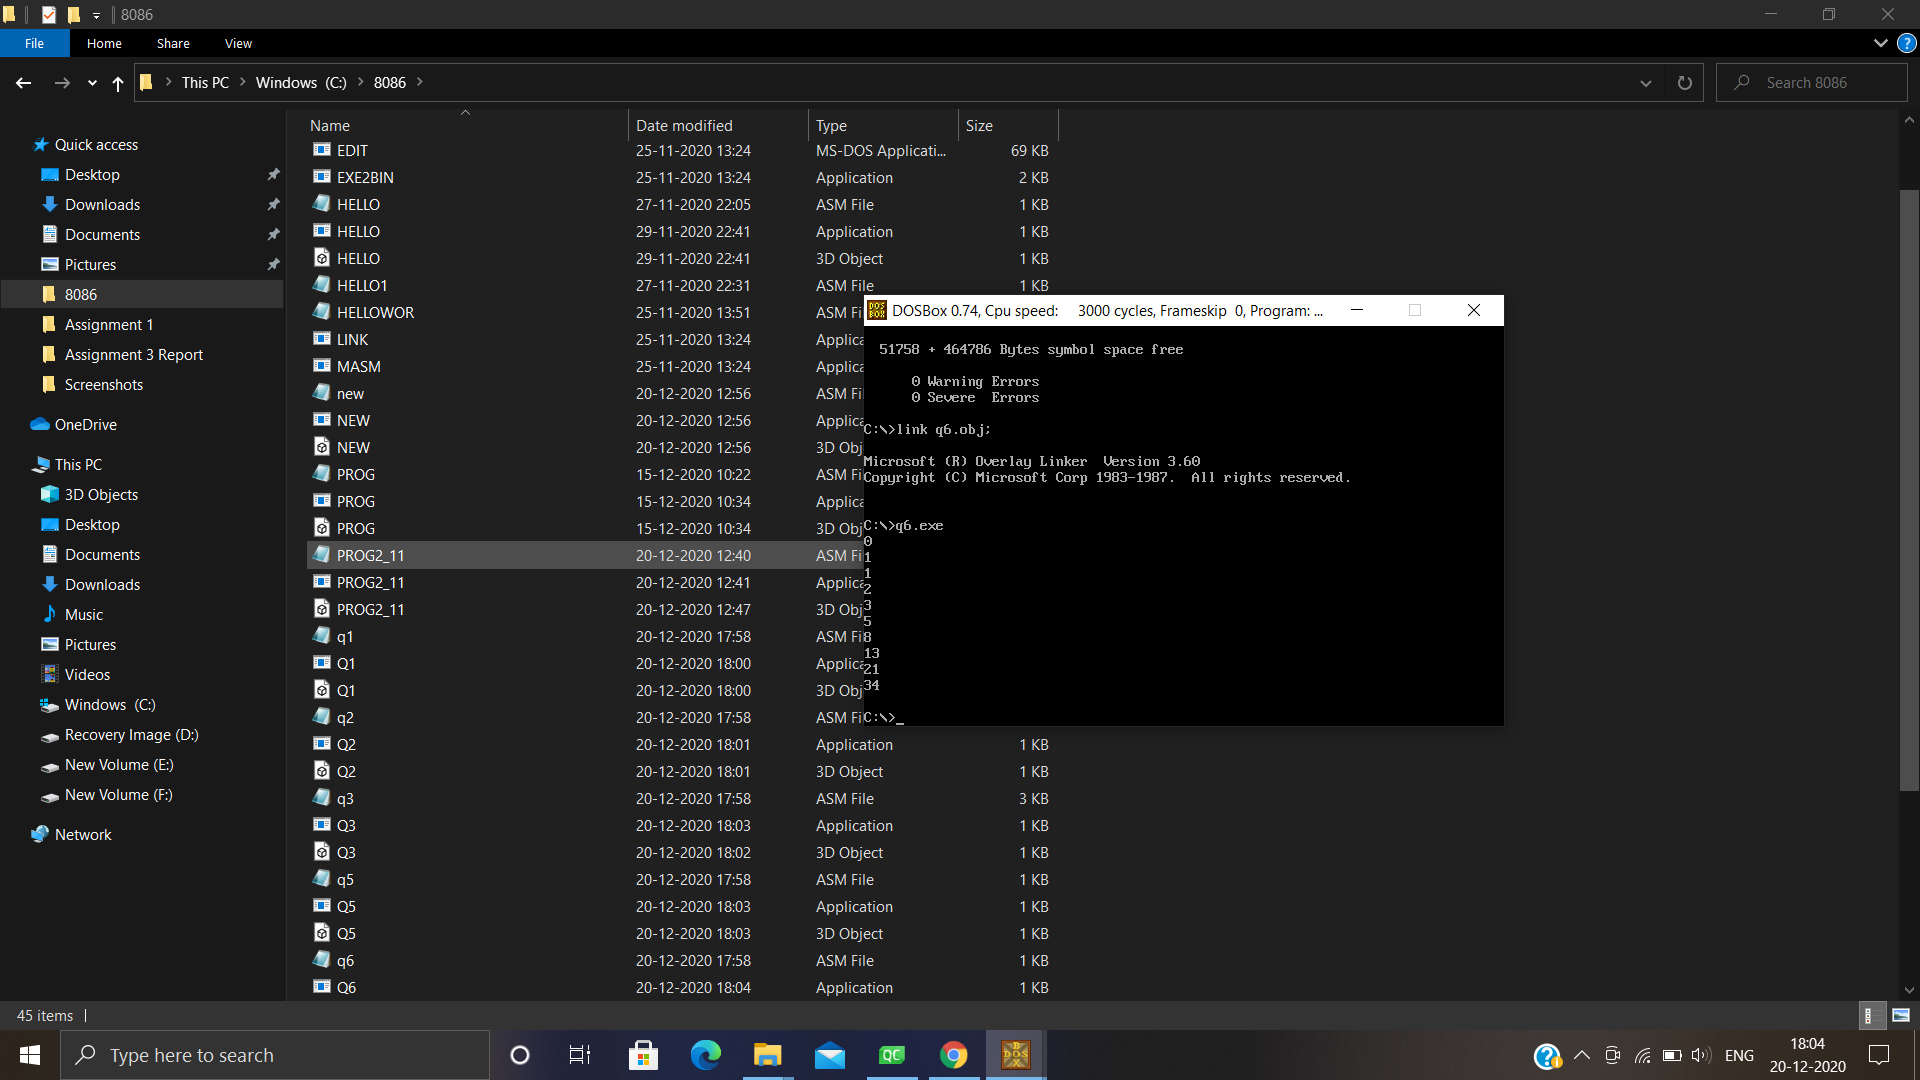 8086
File Home Share View
This PC > Windows (C:) > 8086 >
Search 8086
Name Date modified Type Size
Quick access
Desktop
Downloads
Documents
Pictures
8086
Assignment 1
Assignment 3 Report
Screenshots
OneDrive
This PC
3D Objects
Desktop
Documents
Downloads
Music
Pictures
Videos
Windows (C:)
Recovery Image (D:)
New Volume (E:)
New Volume (F:)
Network
EDIT 25-11-2020 13:24 MS-DOS Applicati... 69 KB
EXE2BIN 25-11-2020 13:24 Application 2 KB
HELLO 27-11-2020 22:05 ASM File 1 KB
HELLO 29-11-2020 22:41 Application 1 KB
HELLO 29-11-2020 22:41 3D Object 1 KB
HELLO1 27-11-2020 22:31 ASM File 1 KB
HELLOWOR 25-11-2020 13:51 ASM Fi
LINK 25-11-2020 13:24 Applica
MASM 25-11-2020 13:24 Applica
new 20-12-2020 12:56 ASM Fi
NEW 20-12-2020 12:56 Applica
NEW 20-12-2020 12:56 3D Obj
PROG 15-12-2020 10:22 ASM Fi
PROG 15-12-2020 10:34 Applica
PROG 15-12-2020 10:34 3D Obj
PROG2_11 20-12-2020 12:40 ASM Fi
PROG2_11 20-12-2020 12:41 Applica
PROG2_11 20-12-2020 12:47 3D Obj
q1 20-12-2020 17:58 ASM Fi
Q1 20-12-2020 18:00 Applica
Q1 20-12-2020 18:00 3D Obj
q2 20-12-2020 17:58 ASM Fi
Q2 20-12-2020 18:01 Application 1 KB
Q2 20-12-2020 18:01 3D Object 1 KB
q3 20-12-2020 17:58 ASM File 3 KB
Q3 20-12-2020 18:03 Application 1 KB
Q3 20-12-2020 18:02 3D Object 1 KB
q5 20-12-2020 17:58 ASM File 1 KB
Q5 20-12-2020 18:03 Application 1 KB
Q5 20-12-2020 18:03 3D Object 1 KB
q6 20-12-2020 17:58 ASM File 1 KB
Q6 20-12-2020 18:04 Application 1 KB
DOSBox 0.74, Cpu speed: 3000 cycles, Frameskip 0, Program: ...
51758 + 464786 Bytes symbol space free
0 Warning Errors
0 Severe Errors
C:\>link q6.obj;
Microsoft (R) Overlay Linker Version 3.60
Copyright (C) Microsoft Corp 1983-1987. All rights reserved.
C:\>q6.exe
0
1
1
2
3
5
8
13
21
34
C:\>_
45 items
Type here to search
QC
DOS BOX
ENG
18:04
20-12-2020